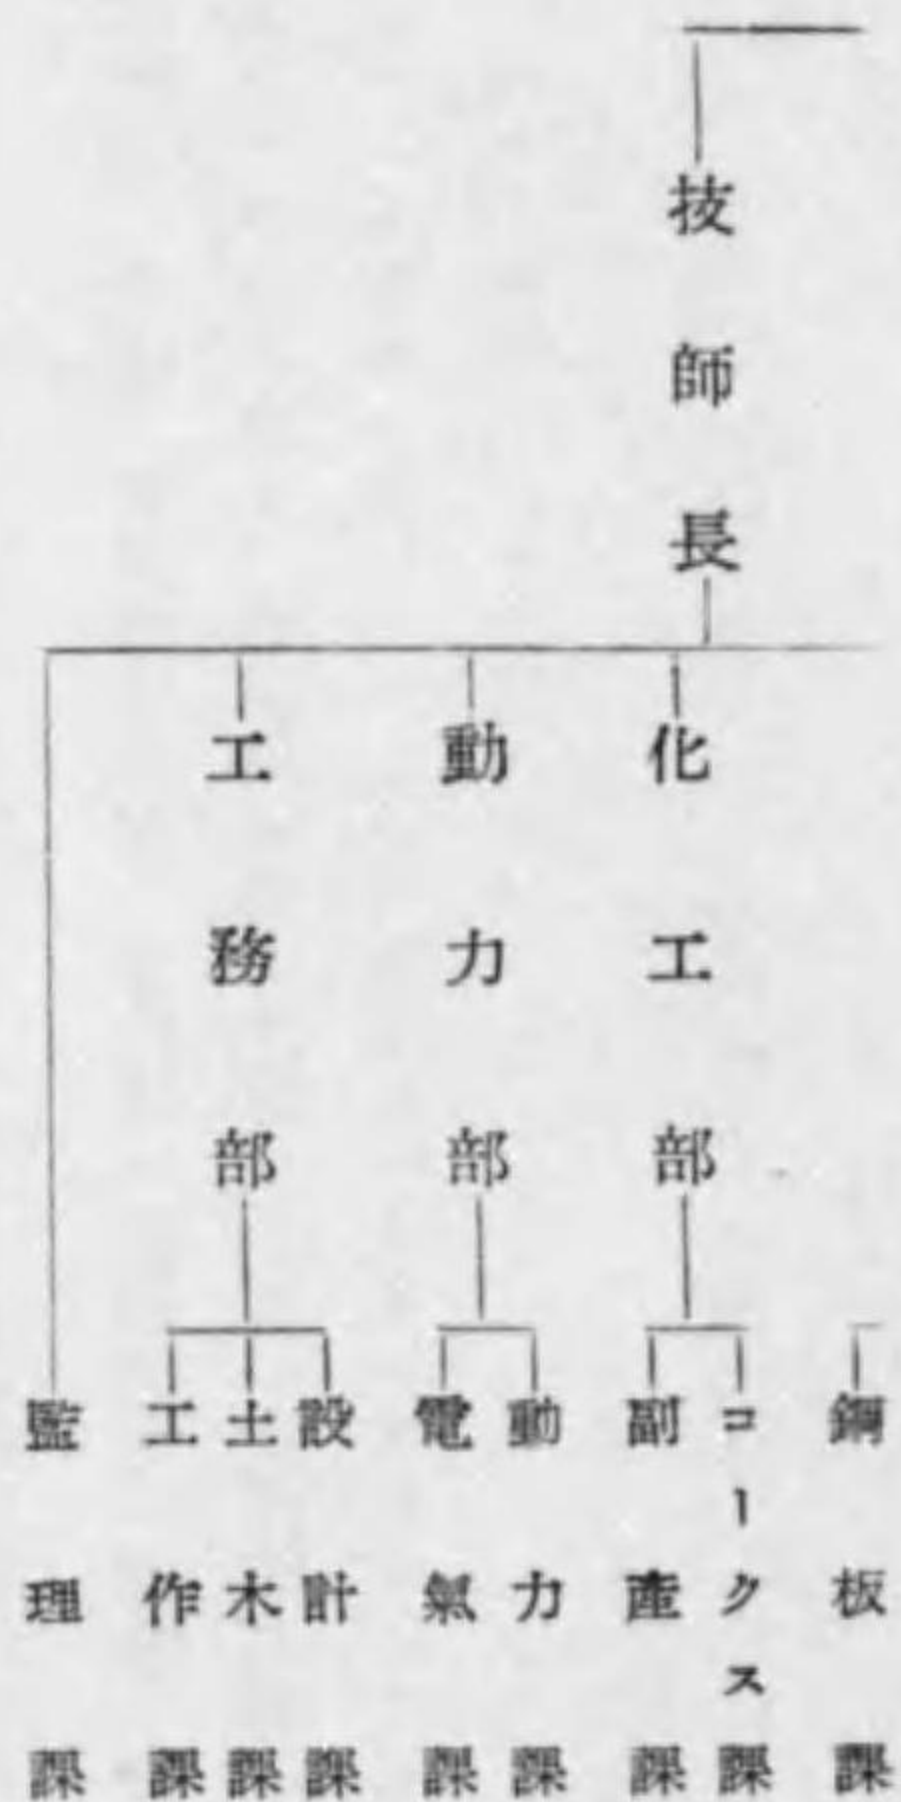 技師長
化工部
動力部
工務部
鋼板課
コークス課
副産課
動力課
電氣課
設計課
土木課
工作課
監理課